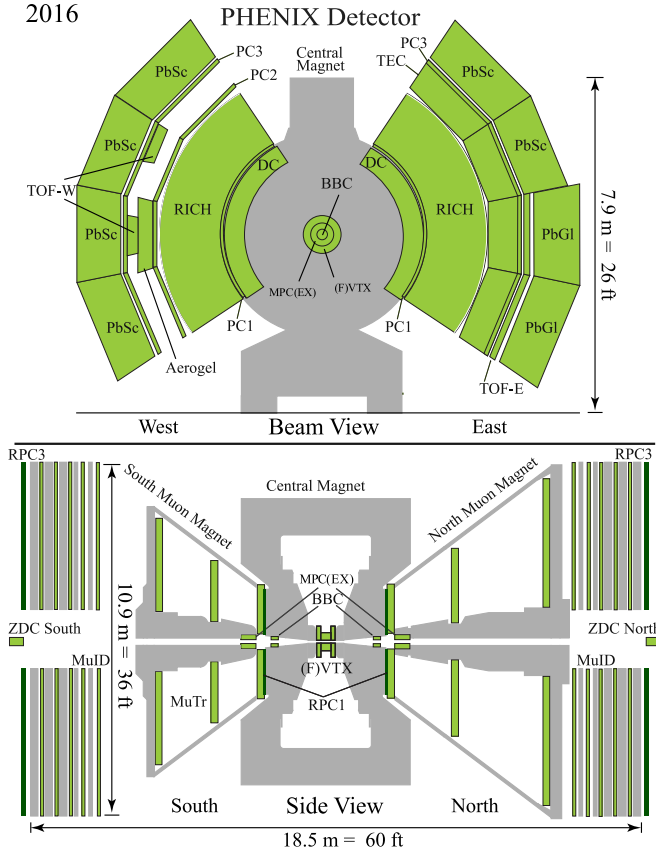 2016
PHENIX Detector
Central
Magnet
PC3
PC2
PC3
TEC
PbSc
PbSc
PbSc
PbSc
DC
DC
BBC
TOF-W
RICH
RICH
PbSc
PbGl
MPC(EX)
(F)VTX
7.9 m = 26 ft
PbSc
PbGl
PC1
PC1
Aerogel
TOF-E
West
Beam View
East
RPC3
RPC3
South Muon Magnet
Central Magnet
North Muon Magnet
MPC(EX)
BBC
10.9 m = 36 ft
ZDC South
ZDC North
MuID
MuID
(F)VTX
MuTr
RPC1
South
Side View
North
18.5 m = 60 ft